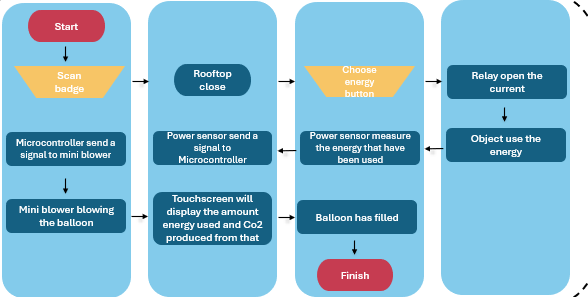 Start
Scan
badge
Rooftop
close
Choose
energy
button
Relay open the
current
Microcontroller send a
signal to mini blower
Power sensor send a
signal to
Microcontroller
Power sensor measure
the energy that have
been used
Object use the
energy
Mini blower blowing
the balloon
Touchscreen will
display the amount
energy used and Co2
produced from that
Balloon has filled
Finish